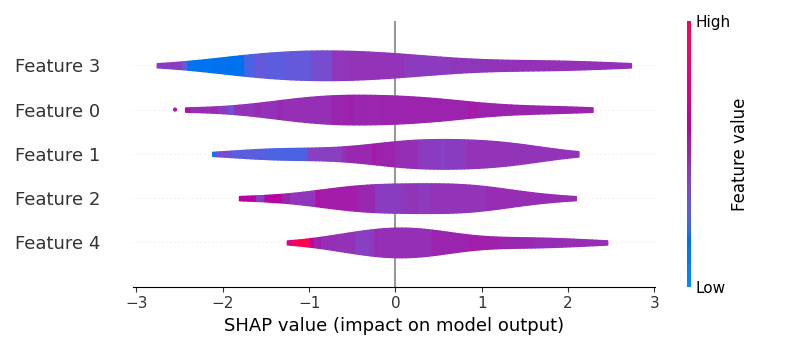 High
Feature 3
Feature 0
Feature 1
Feature 2
Feature 4
Feature value
Low
−3 −2 −1 0 1 2 3
SHAP value (impact on model output)